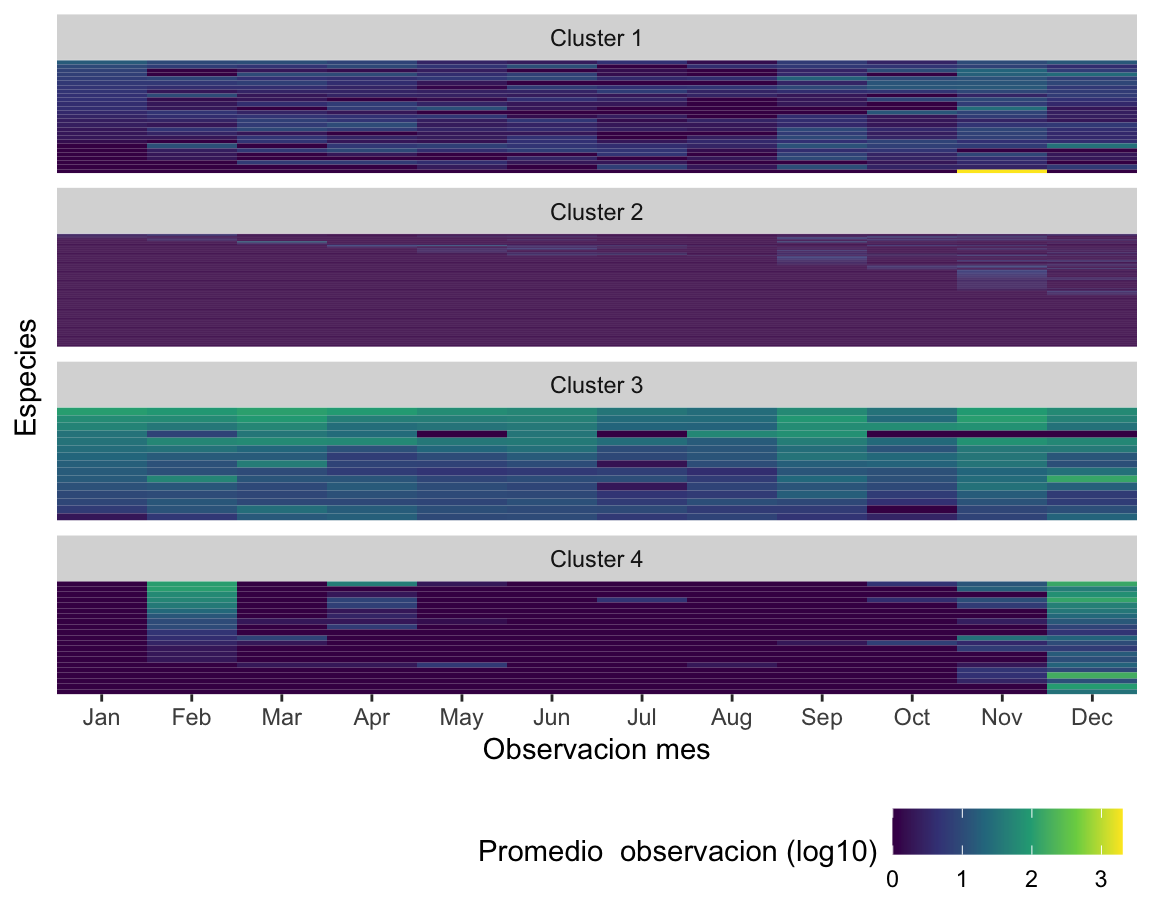 Cluster 1
Cluster 2
Cluster 3
Cluster 4
Especies
Jan Feb Mar Apr May Jun Jul Aug Sep Oct Nov Dec
Observacion mes
Promedio  observacion (log10)
0 1 2 3